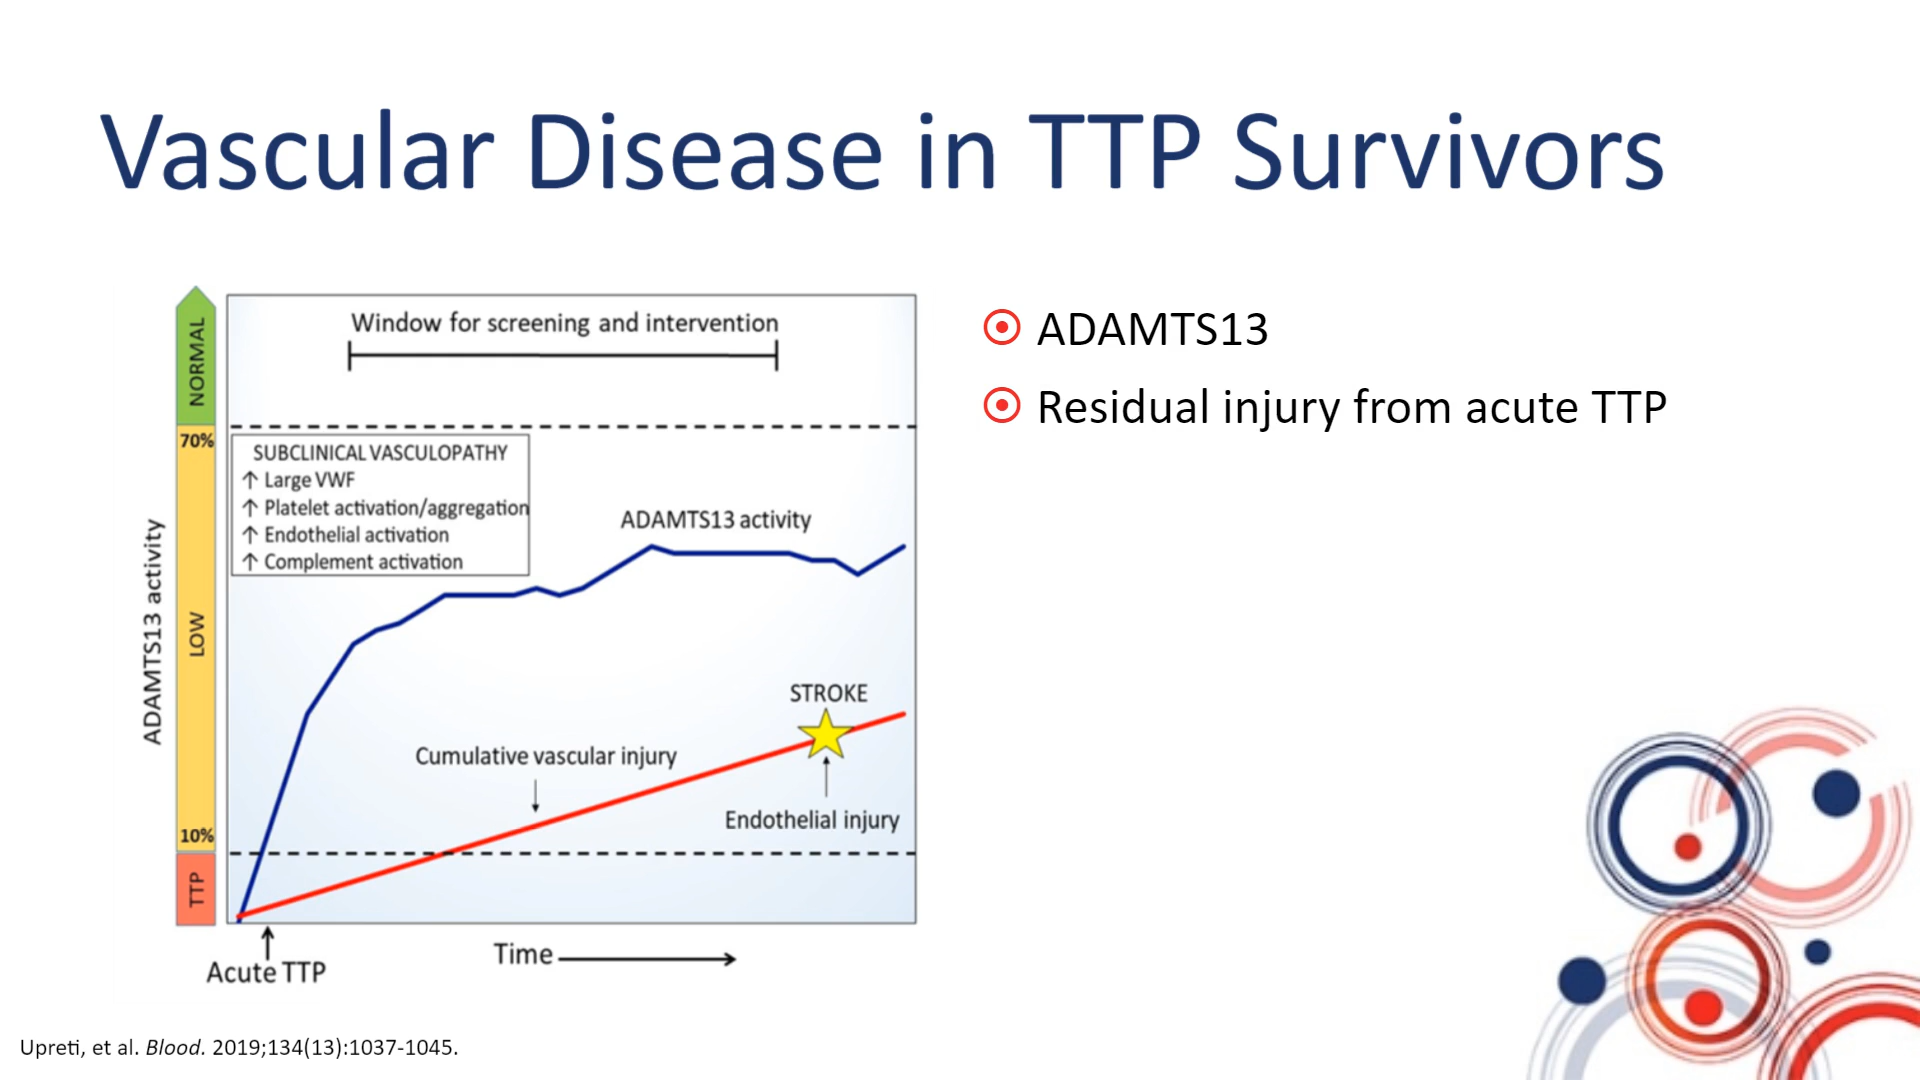 Vascular Disease in TTP Survivors
Window for screening and intervention
NORMAL
70%
SUBCLINICAL VASCULOPATHY
↑ Large VWF
↑ Platelet activation/aggregation
↑ Endothelial activation
↑ Complement activation
ADAMTS13 activity
ADAMTS13 activity
LOW
STROKE
Cumulative vascular injury
Endothelial injury
10%
TTP
Time
Acute TTP
ADAMTS13
Residual injury from acute TTP
Upreti, et al. Blood. 2019;134(13):1037-1045.